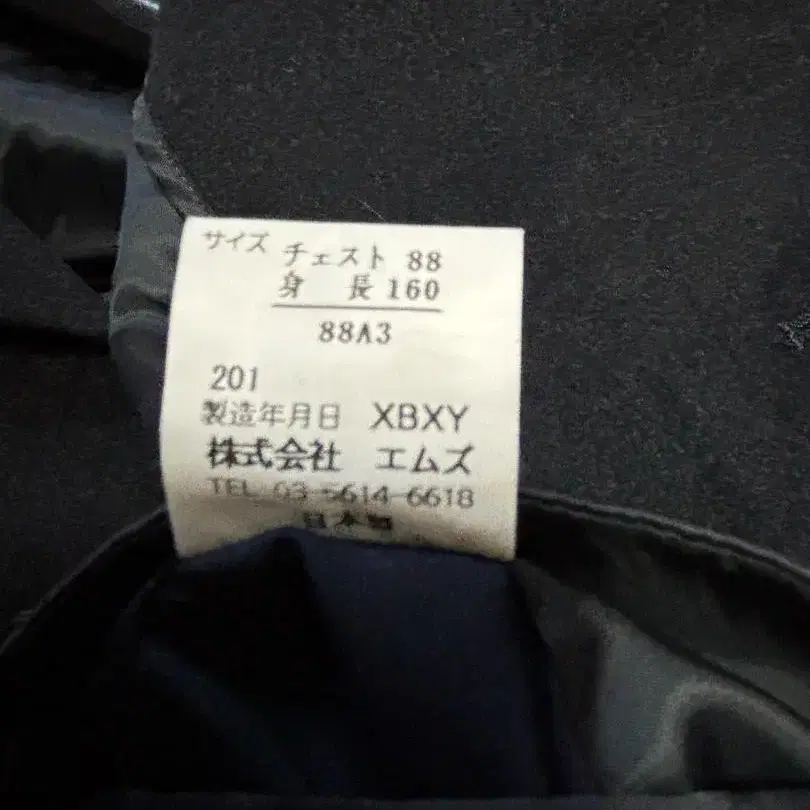 サイズ チェスト 88
身 長 160
88A3
201
製造年月日 XBXY
株式会社 エムズ
TEL 03-5614-6618
日本製